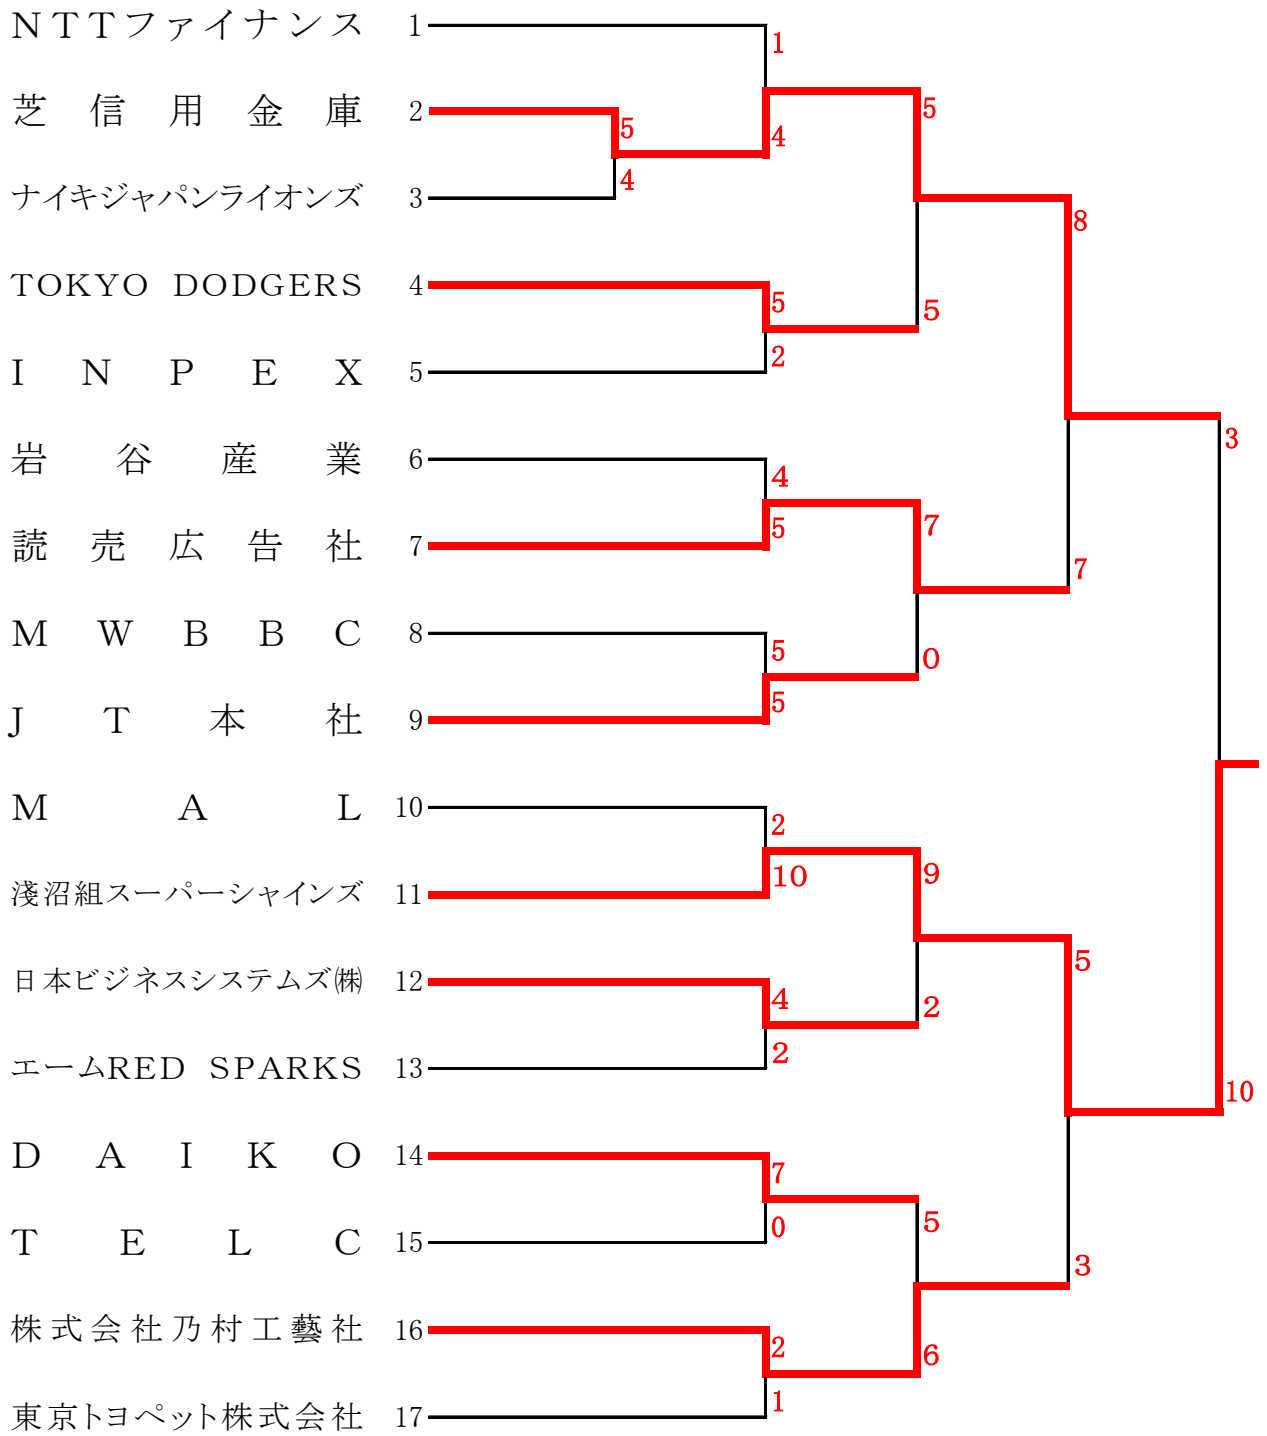 NTTファイナンス 1
1
芝信用金庫 2
5
5
4
4
ナイキジャパンライオンズ 3
8
TOKYO DODGERS 4
5
5
2
INPEX 5
3
岩谷産業 6
4
7
5
読売広告社 7
7
MWBBC 8
5
0
5
JT本社 9
MAL 10
2
9
10
淺沼組スーパーシャインズ 11
5
日本ビジネスシステムズ㈱ 12
4
2
2
エームRED SPARKS 13
10
DAIKO 14
7
5
0
TELC 15
3
株式会社乃村工藝社 16
2
6
1
東京トヨペット株式会社 17